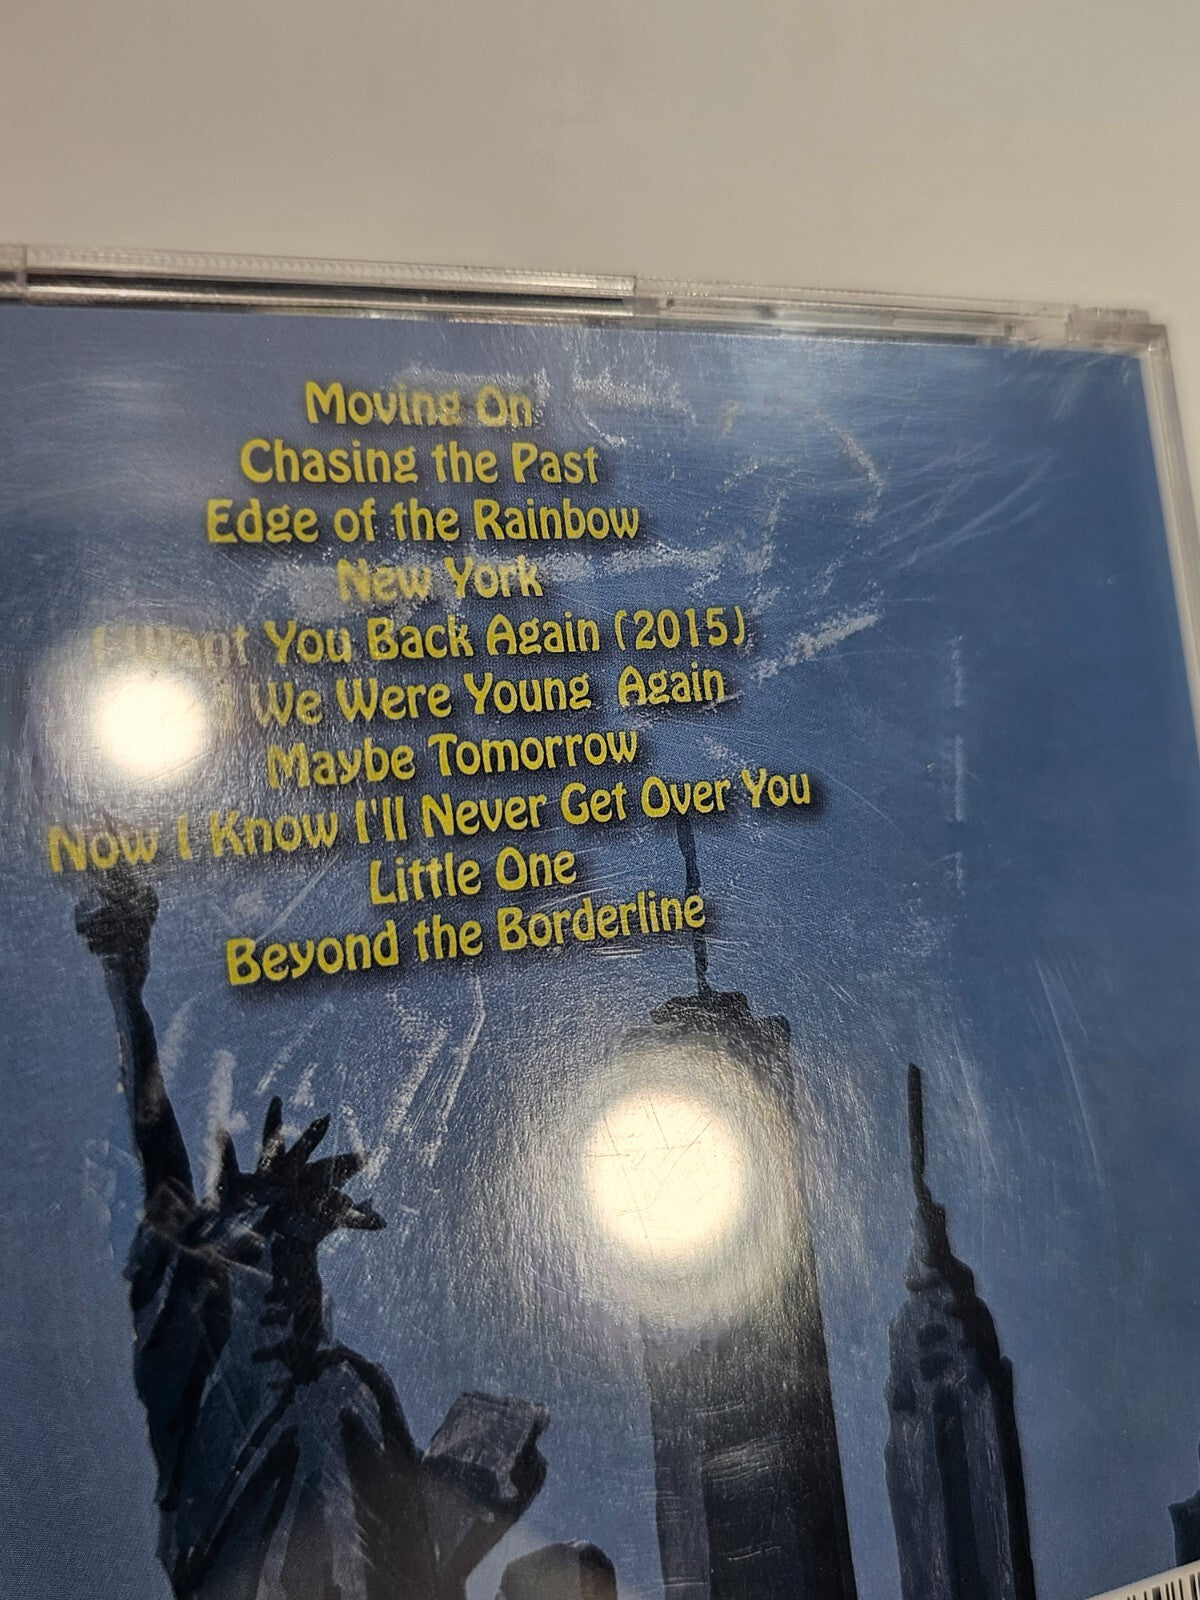 Moving On
Chasing the Past
Edge of the Rainbow
New York
I Want You Back Again (2015)
We Were Young Again
Maybe Tomorrow
Now I Know I'll Never Get Over You
Little One
Beyond the Borderline